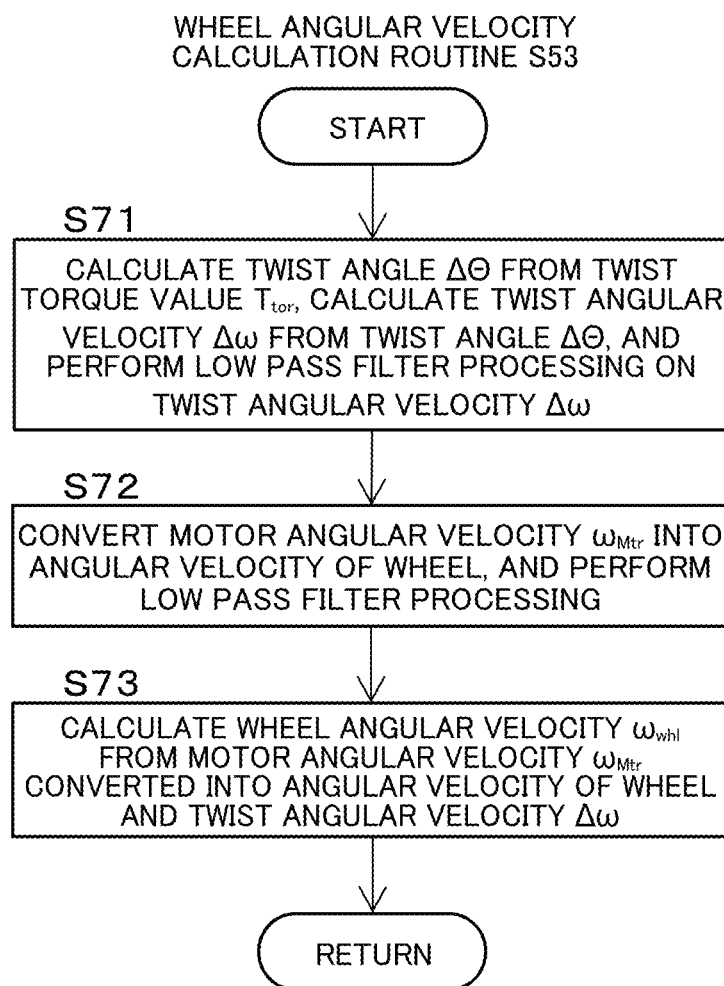 WHEEL ANGULAR VELOCITY
CALCULATION ROUTINE S53
START
S71
CALCULATE TWIST ANGLE ΔΘ FROM TWIST
TORQUE VALUE Ttor, CALCULATE TWIST ANGULAR
VELOCITY Δω FROM TWIST ANGLE ΔΘ, AND
PERFORM LOW PASS FILTER PROCESSING ON
TWIST ANGULAR VELOCITY Δω
S72
CONVERT MOTOR ANGULAR VELOCITY ωMtr INTO
ANGULAR VELOCITY OF WHEEL, AND PERFORM
LOW PASS FILTER PROCESSING
S73
CALCULATE WHEEL ANGULAR VELOCITY ωwhl
FROM MOTOR ANGULAR VELOCITY ωMtr
CONVERTED INTO ANGULAR VELOCITY OF WHEEL
AND TWIST ANGULAR VELOCITY Δω
RETURN